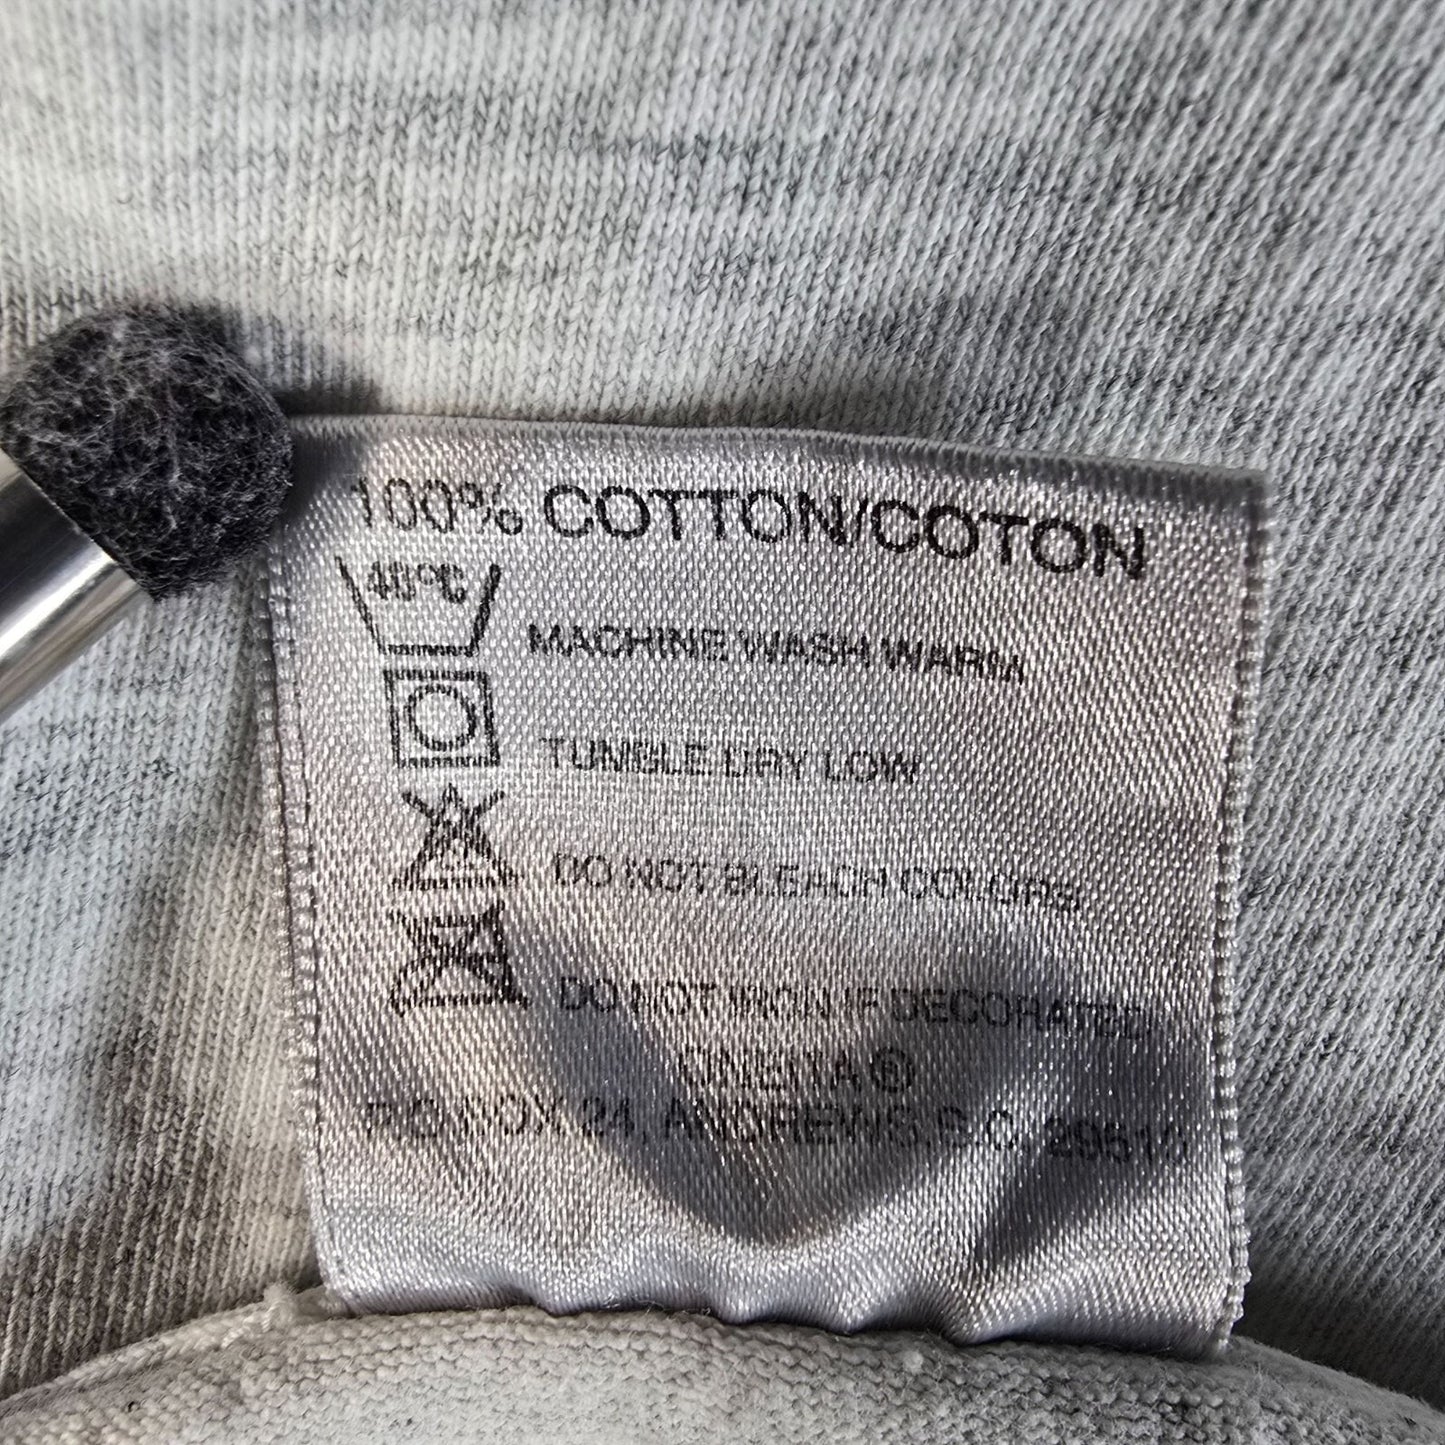 100% COTTON/COTON
40°C
MACHINE WASH WARM
TUMBLE DRY LOW
DO NOT BLEACH COLORS
DO NOT IRON IF DECORATED
ONEITA®
P.O. BOX 24, ANDREWS, S.C. 29510